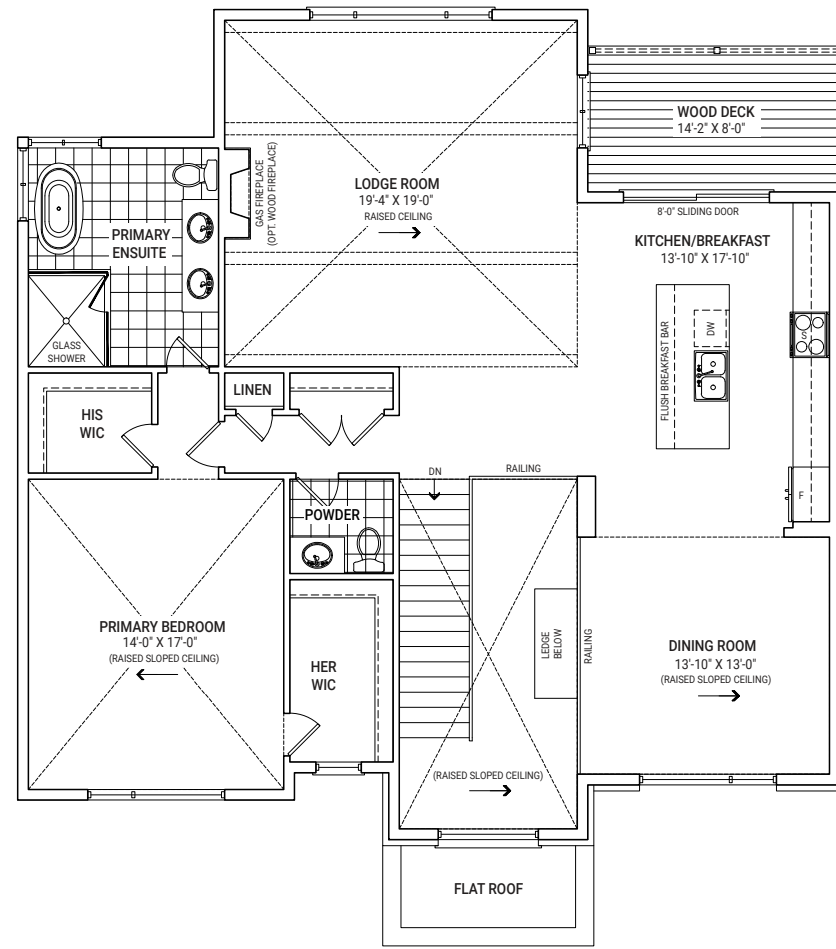 WOOD DECK
14'-2" X 8'-0"
LODGE ROOM
19'-4" X 19'-0"
RAISED CEILING
GAS FIREPLACE
(OPT. WOOD FIREPLACE)
8'-0" SLIDING DOOR
KITCHEN/BREAKFAST
13'-10" X 17'-10"
PRIMARY
ENSUITE
GLASS
SHOWER
DW
S
FLUSH BREAKFAST BAR
LINEN
HIS
WIC
DN
RAILING
F
POWDER
PRIMARY BEDROOM
14'-0" X 17'-0"
(RAISED SLOPED CEILING)
HER
WIC
LEDGE
BELOW
RAILING
DINING ROOM
13'-10" X 13'-0"
(RAISED SLOPED CEILING)
(RAISED SLOPED CEILING)
FLAT ROOF